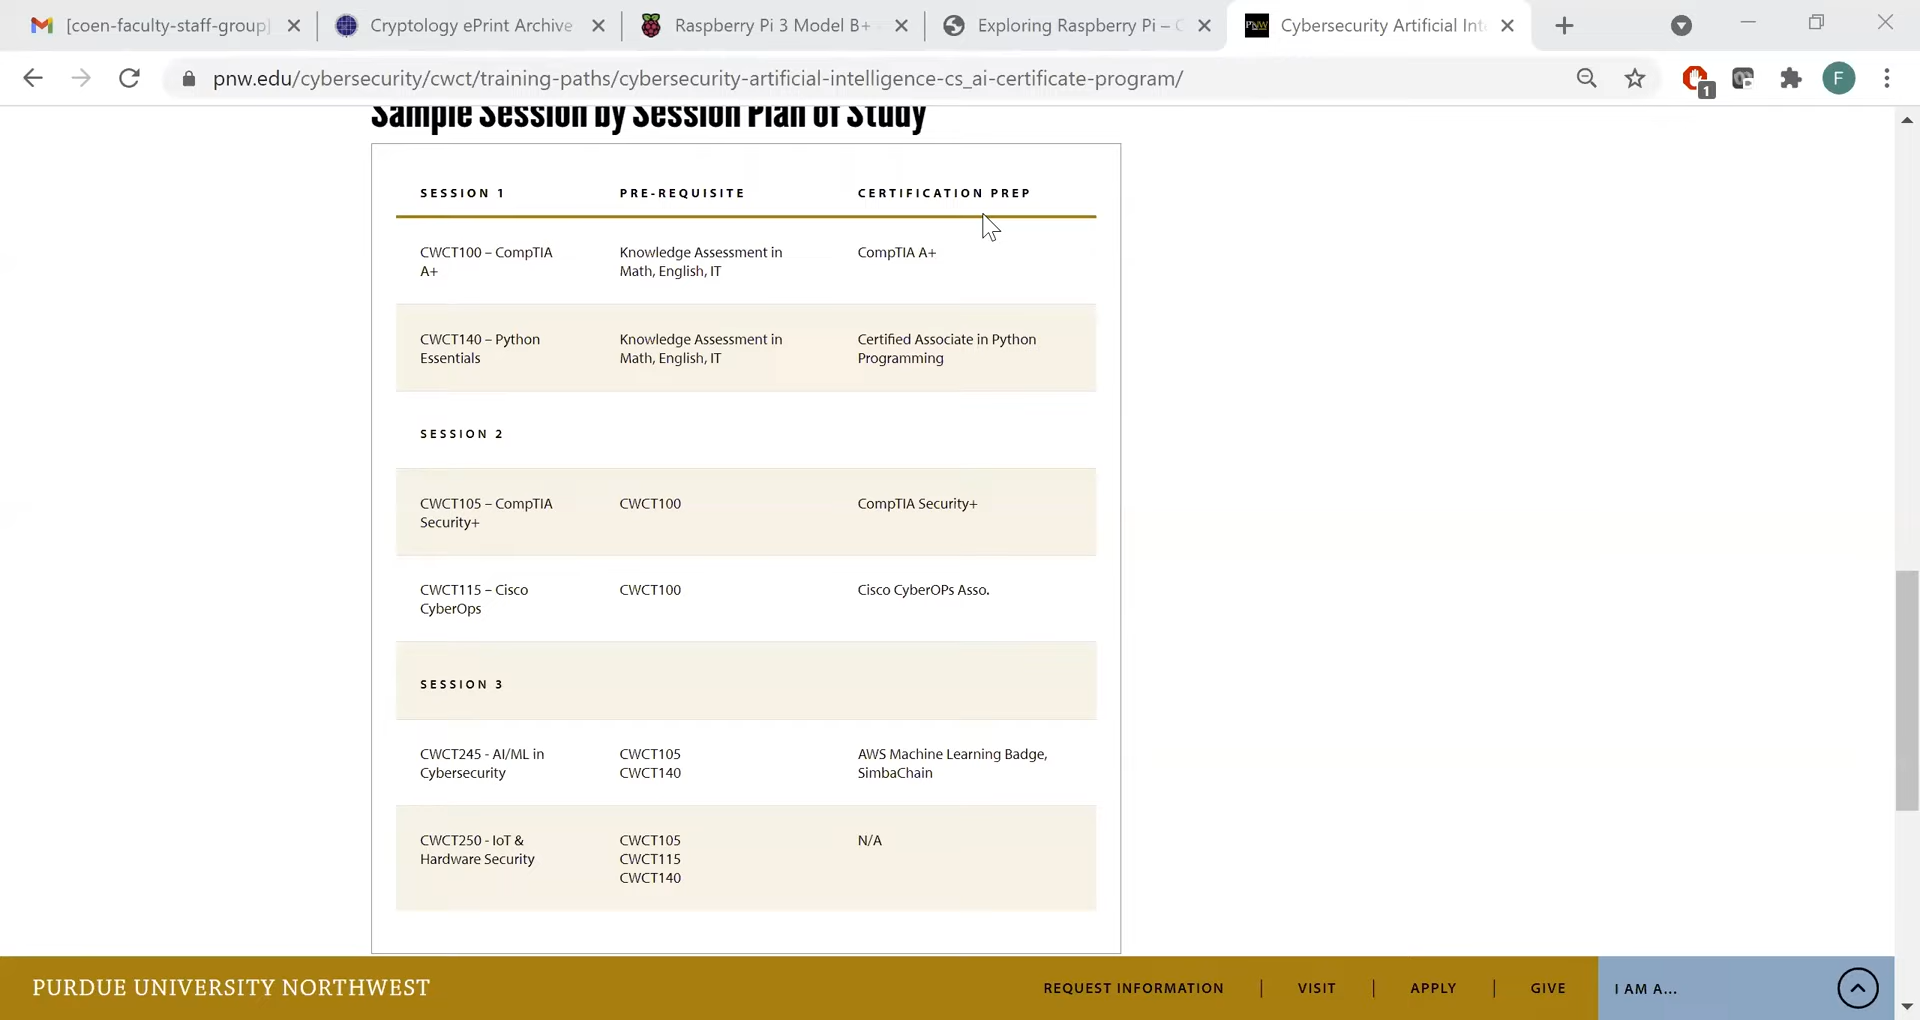 [coen-faculty-staff-group]
Cryptology ePrint Archive
Raspberry Pi 3 Model B+
Exploring Raspberry Pi –
Cybersecurity Artificial Int
pnw.edu/cybersecurity/cwct/training-paths/cybersecurity-artificial-intelligence-cs_ai-certificate-program/
1
F
Sample Session by Session Plan of Study
SESSION 1 PRE-REQUISITE CERTIFICATION PREP
CWCT100 – CompTIA Knowledge Assessment in CompTIA A+
A+ Math, English, IT
CWCT140 – Python Knowledge Assessment in Certified Associate in Python
Essentials Math, English, IT Programming
SESSION 2
CWCT105 – CompTIA CWCT100 CompTIA Security+
Security+
CWCT115 – Cisco CWCT100 Cisco CyberOPs Asso.
CyberOps
SESSION 3
CWCT245 - AI/ML in CWCT105 AWS Machine Learning Badge,
Cybersecurity CWCT140 SimbaChain
CWCT250 - IoT & CWCT105 N/A
Hardware Security CWCT115
CWCT140
PURDUE UNIVERSITY NORTHWEST REQUEST INFORMATION | VISIT | APPLY | GIVE I AM A...